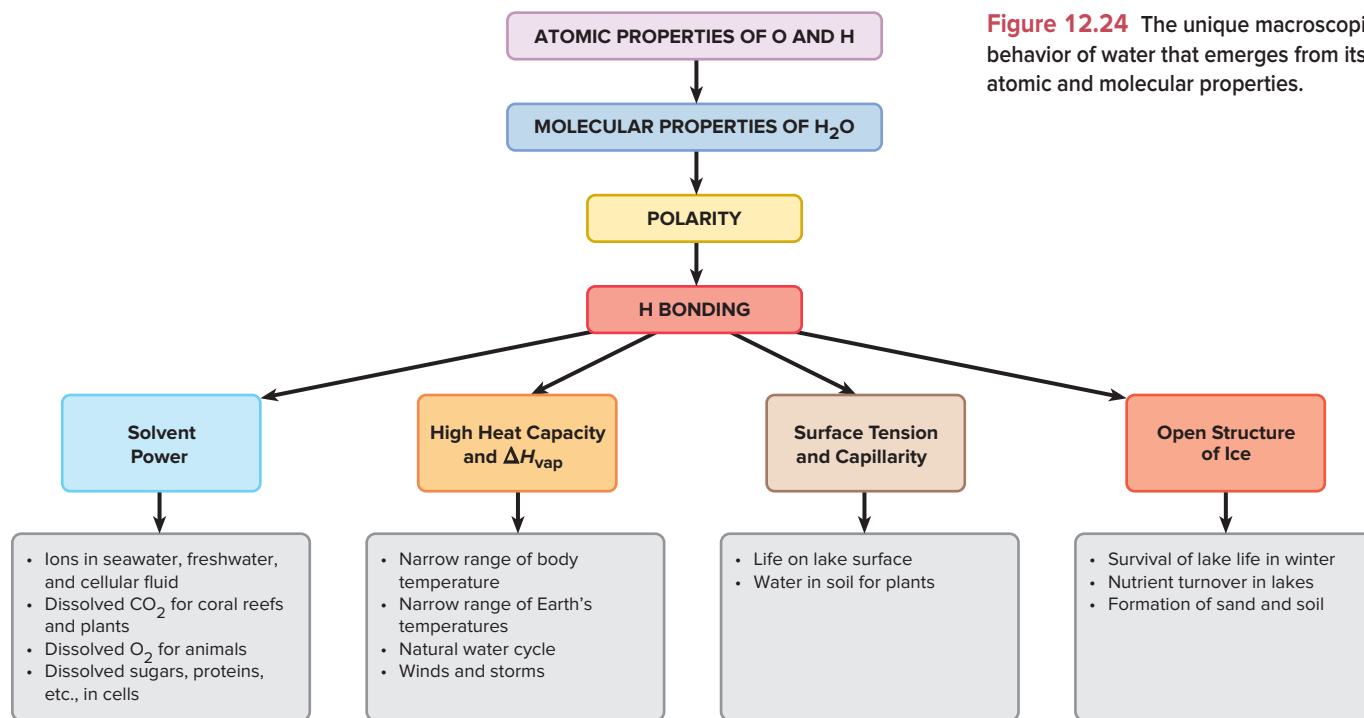 ATOMIC PROPERTIES OF O AND H
Figure 12.24 The unique macroscopi
behavior of water that emerges from its
atomic and molecular properties.
MOLECULAR PROPERTIES OF H₂O
POLARITY
H BONDING
Solvent
Power
High Heat Capacity
and ΔHvap
Surface Tension
and Capillarity
Open Structure
of Ice
• Ions in seawater, freshwater,
and cellular fluid
• Dissolved CO₂ for coral reefs
and plants
• Dissolved O₂ for animals
• Dissolved sugars, proteins,
etc., in cells
• Narrow range of body
temperature
• Narrow range of Earth's
temperatures
• Natural water cycle
• Winds and storms
• Life on lake surface
• Water in soil for plants
• Survival of lake life in winter
• Nutrient turnover in lakes
• Formation of sand and soil